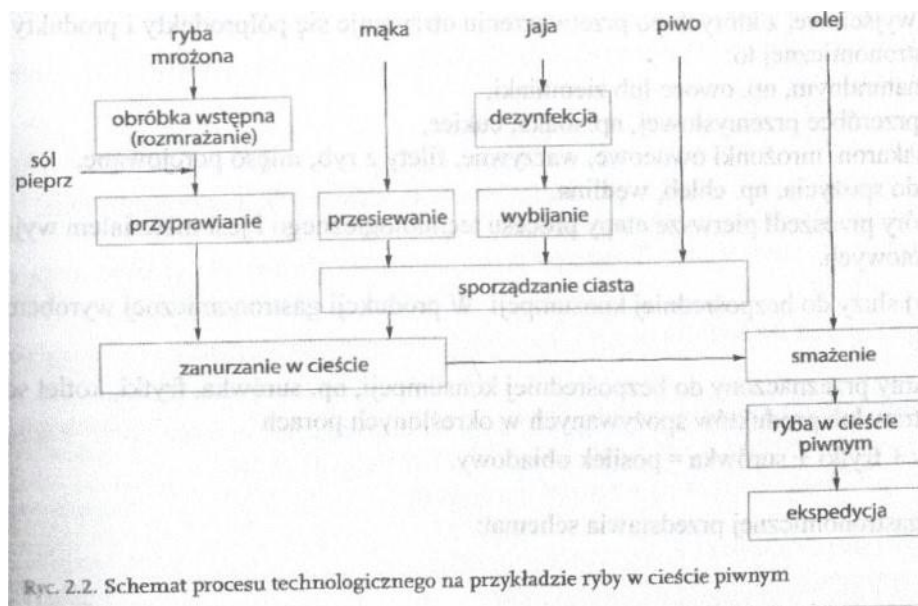 ryba
mrożona
mąka
jaja
piwo
olej
obróbka wstępna
(rozmrażanie)
dezynfekcja
sól
pieprz
przyprawianie
przesiewanie
wybijanie
sporządzanie ciasta
zanurzanie w cieście
smażenie
ryba w cieście
piwnym
ekspedycja
Ryc. 2.2. Schemat procesu technologicznego na przykładzie ryby w cieście piwnym